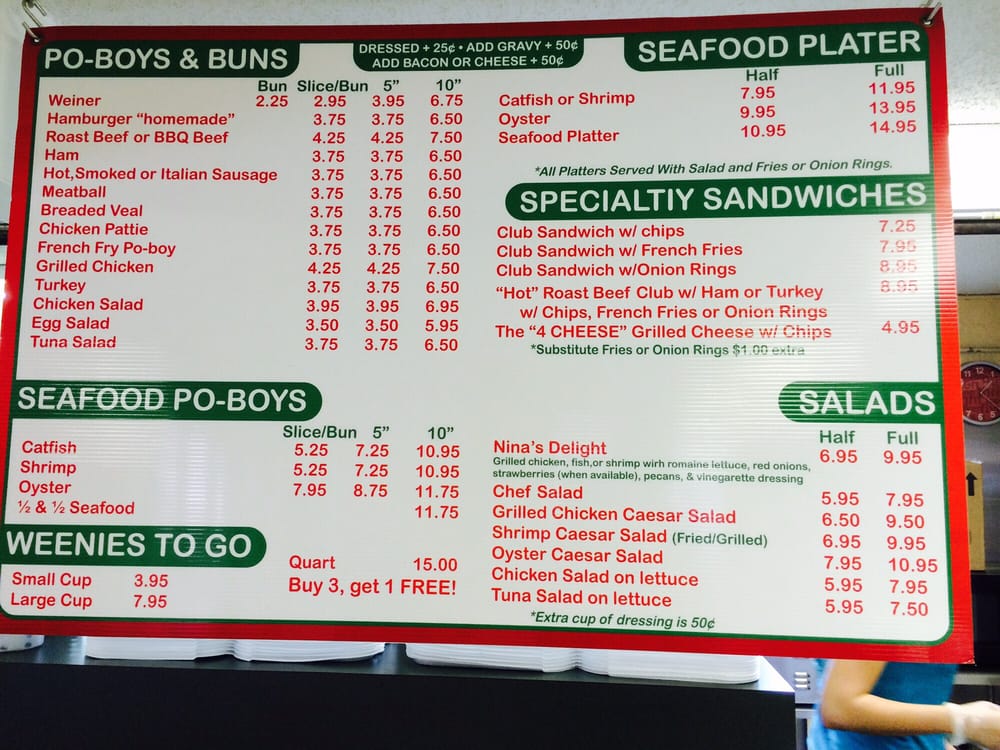 PO-BOYS & BUNS
DRESSED + 25¢ • ADD GRAVY + 50¢
ADD BACON OR CHEESE + 50¢
Bun Slice/Bun 5" 10"
Weiner 2.25 2.95 3.95 6.75
Hamburger "homemade" 3.75 3.75 6.50
Roast Beef or BBQ Beef 4.25 4.25 7.50
Ham 3.75 3.75 6.50
Hot,Smoked or Italian Sausage 3.75 3.75 6.50
Meatball 3.75 3.75 6.50
Breaded Veal 3.75 3.75 6.50
Chicken Pattie 3.75 3.75 6.50
French Fry Po-boy 3.75 3.75 6.50
Grilled Chicken 4.25 4.25 7.50
Turkey 3.75 3.75 6.50
Chicken Salad 3.95 3.95 6.95
Egg Salad 3.50 3.50 5.95
Tuna Salad 3.75 3.75 6.50
SEAFOOD PO-BOYS
Slice/Bun 5" 10"
Catfish 5.25 7.25 10.95
Shrimp 5.25 7.25 10.95
Oyster 7.95 8.75 11.75
½ & ½ Seafood 11.75
WEENIES TO GO
Small Cup 3.95
Large Cup 7.95
Quart 15.00
Buy 3, get 1 FREE!
SEAFOOD PLATER
Half Full
Catfish or Shrimp 7.95 11.95
Oyster 9.95 13.95
Seafood Platter 10.95 14.95
*All Platters Served With Salad and Fries or Onion Rings.
SPECIALTIY SANDWICHES
Club Sandwich w/ chips 7.25
Club Sandwich w/ French Fries 7.95
Club Sandwich w/Onion Rings 8.95
"Hot" Roast Beef Club w/ Ham or Turkey 8.95
w/ Chips, French Fries or Onion Rings
The "4 CHEESE" Grilled Cheese w/ Chips 4.95
*Substitute Fries or Onion Rings $1.00 extra
SALADS
Half Full
Nina's Delight 6.95 9.95
Grilled chicken, fish,or shrimp wirh romaine lettuce, red onions,
strawberries (when available), pecans, & vinegarette dressing
Chef Salad 5.95 7.95
Grilled Chicken Caesar Salad 6.50 9.50
Shrimp Caesar Salad (Fried/Grilled) 6.95 9.95
Oyster Caesar Salad 7.95 10.95
Chicken Salad on lettuce 5.95 7.95
Tuna Salad on lettuce 5.95 7.50
*Extra cup of dressing is 50¢